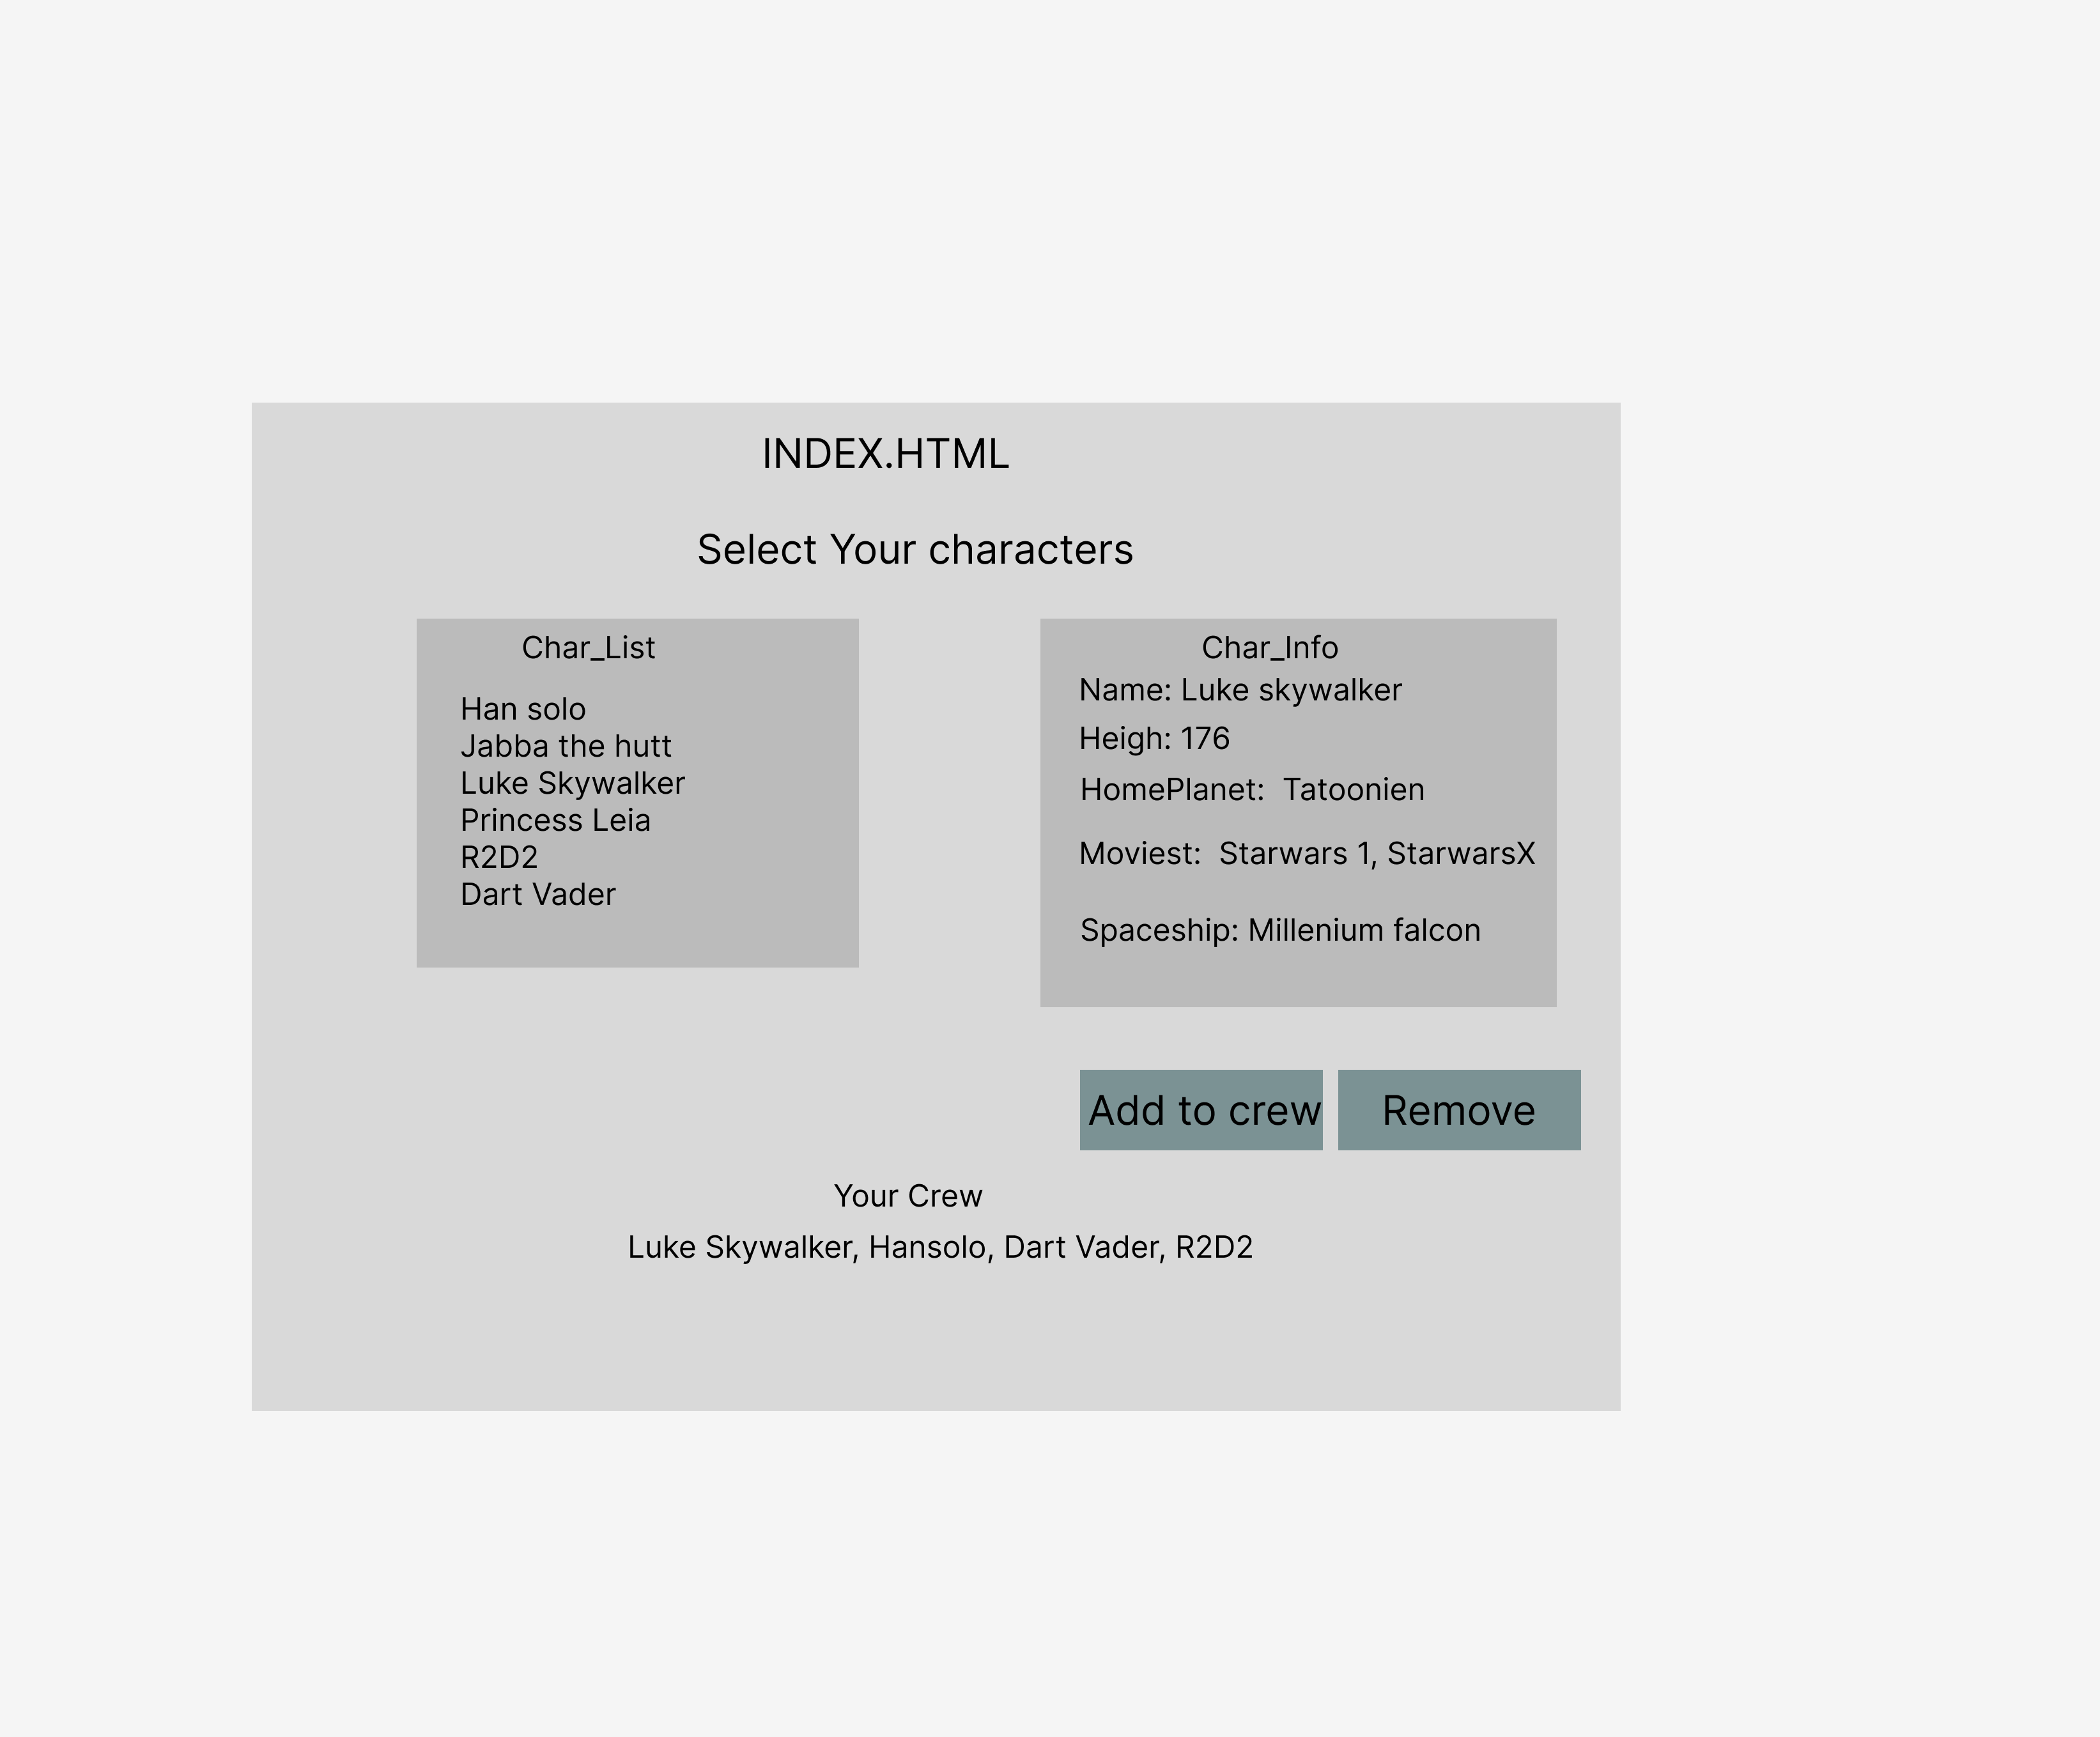 INDEX.HTML
Select Your characters
Char_List
Han solo
Jabba the hutt
Luke Skywalker
Princess Leia
R2D2
Dart Vader
Char_Info
Name: Luke skywalker
Heigh: 176
HomePlanet:  Tatoonien
Moviest:  Starwars 1, StarwarsX
Spaceship: Millenium falcon
Add to crew
Remove
Your Crew
Luke Skywalker, Hansolo, Dart Vader, R2D2